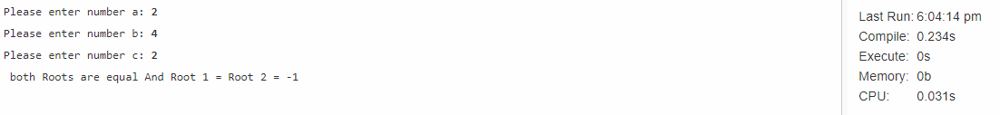 Please enter number a: 2
Please enter number b: 4
Please enter number c: 2
both Roots are equal And Root 1 = Root 2 = -1
Last Run: 6:04:14 pm
Compile: 0.234s
Execute: 0s
Memory: 0b
CPU: 0.031s